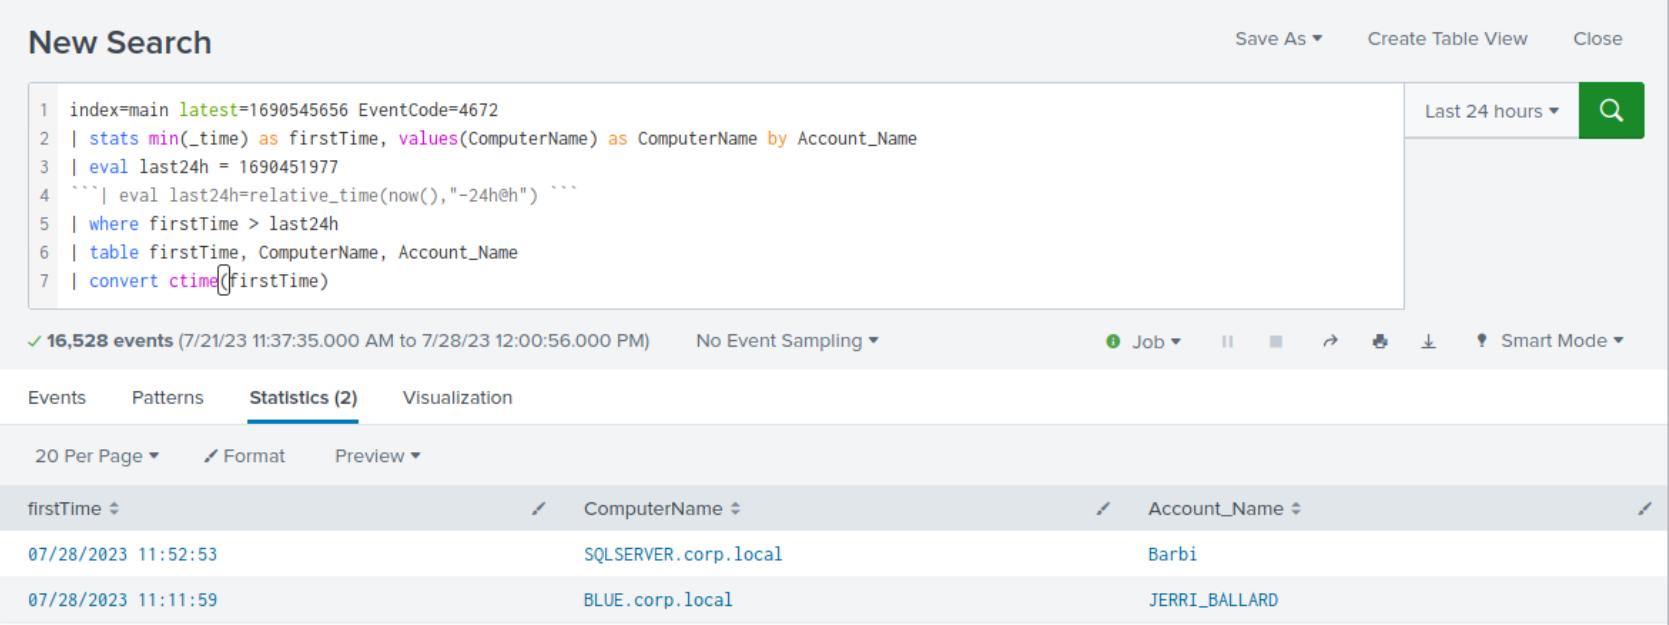 New Search
Save As Create Table View Close
1 index=main latest=1690545656 EventCode=4672
2 | stats min(_time) as firstTime, values(ComputerName) as ComputerName by Account_Name
3 | eval last24h = 1690451977
4 ```| eval last24h=relative_time(now(),"-24h@h") ```
5 | where firstTime > last24h
6 | table firstTime, ComputerName, Account_Name
7 | convert ctime(firstTime)
Last 24 hours
16,528 events (7/21/23 11:37:35.000 AM to 7/28/23 12:00:56.000 PM) No Event Sampling Job Smart Mode
Events Patterns Statistics (2) Visualization
20 Per Page Format Preview
firstTime ComputerName Account_Name
07/28/2023 11:52:53 SQLSERVER.corp.local Barbi
07/28/2023 11:11:59 BLUE.corp.local JERRI_BALLARD